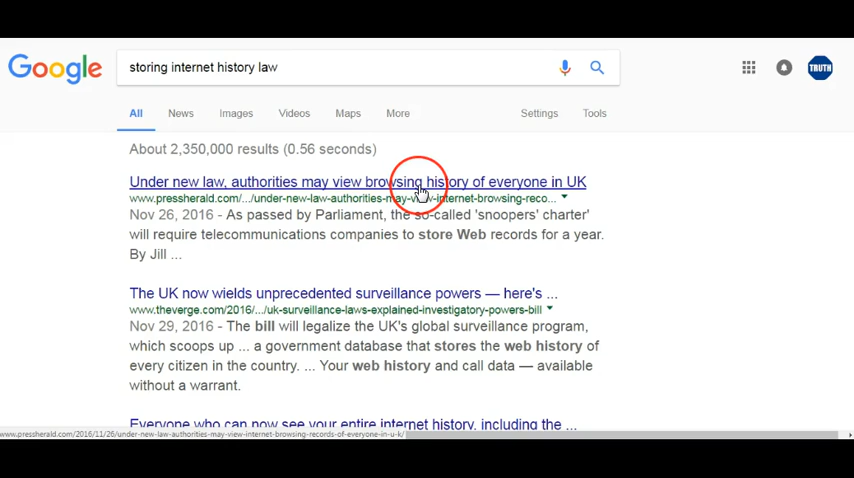 Google
storing internet history law
TRUTH
All News Images Videos Maps More Settings Tools
About 2,350,000 results (0.56 seconds)
Under new law, authorities may view browsing history of everyone in UK
www.pressherald.com/.../under-new-law-authorities-may-view-internet-browsing-reco...
Nov 26, 2016 - As passed by Parliament, the so-called 'snoopers' charter'
will require telecommunications companies to store Web records for a year.
By Jill ...
The UK now wields unprecedented surveillance powers — here's ...
www.theverge.com/2016/.../uk-surveillance-laws-explained-investigatory-powers-bill
Nov 29, 2016 - The bill will legalize the UK's global surveillance program,
which scoops up ... a government database that stores the web history of
every citizen in the country. ... Your web history and call data — available
without a warrant.
Everyone who can now see your entire internet history, including the ...
www.pressherald.com/2016/11/26/under-new-law-authorities-may-view-internet-browsing-records-of-everyone-in-u-k/